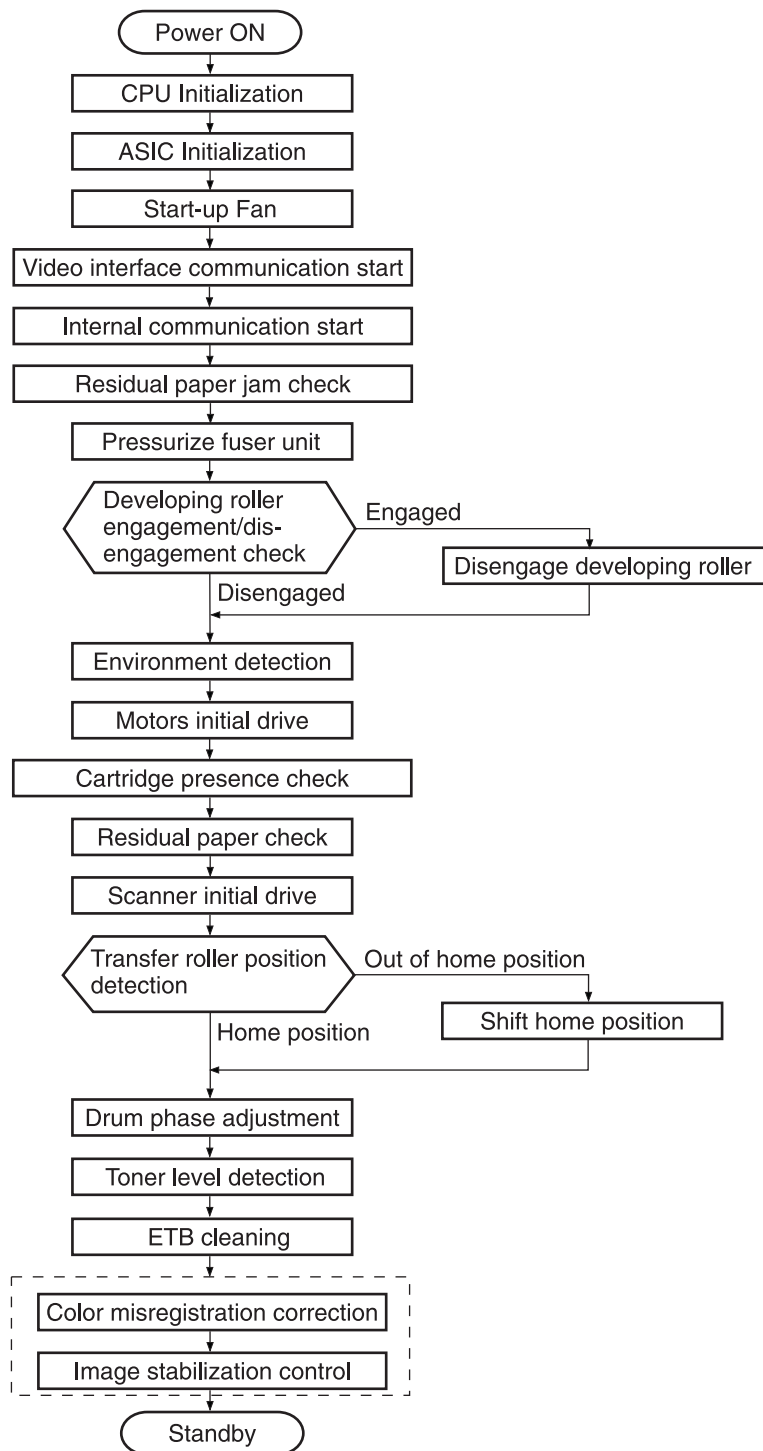 Power ON
CPU Initialization
ASIC Initialization
Start-up Fan
Video interface communication start
Internal communication start
Residual paper jam check
Pressurize fuser unit
Developing roller
engagement/dis-
engagement check
Engaged
Disengage developing roller
Disengaged
Environment detection
Motors initial drive
Cartridge presence check
Residual paper check
Scanner initial drive
Transfer roller position
detection
Out of home position
Shift home position
Home position
Drum phase adjustment
Toner level detection
ETB cleaning
Color misregistration correction
Image stabilization control
Standby